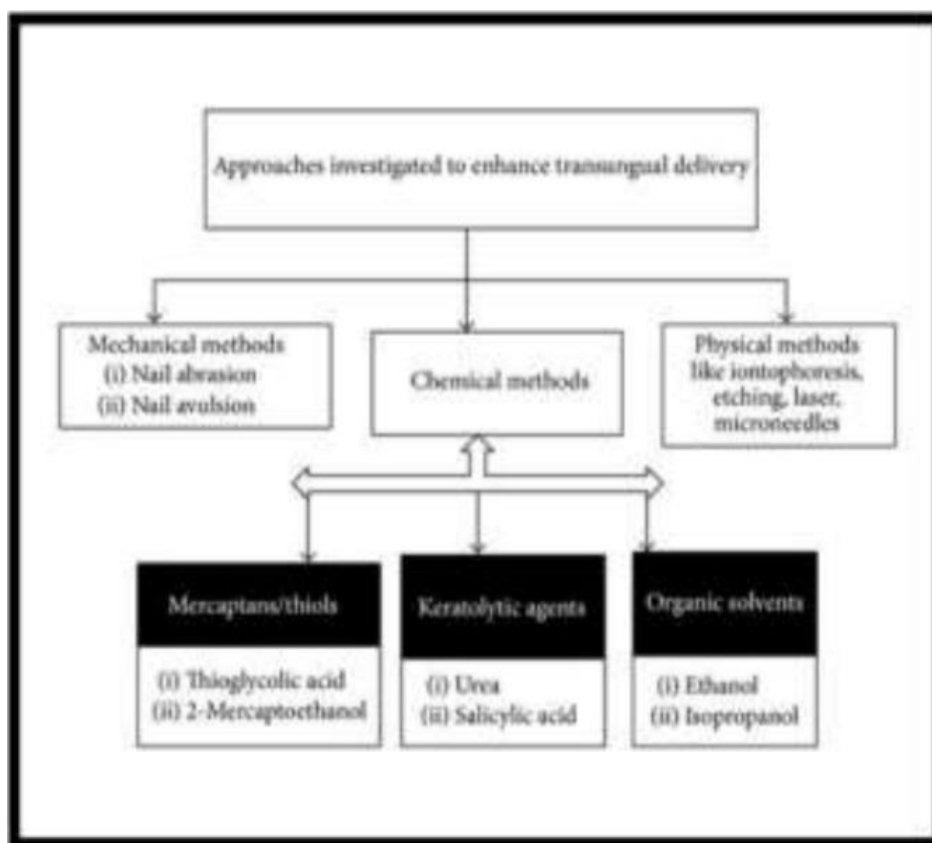 Approaches investigated to enhance transungual delivery
Mechanical methods
(i) Nail abrasion
(ii) Nail avulsion
Chemical methods
Physical methods
like iontophoresis,
etching, laser,
microneedles
Mercaptans/thiols
(i) Thioglycolic acid
(ii) 2-Mercaptoethanol
Keratolytic agents
(i) Urea
(ii) Salicylic acid
Organic solvents
(i) Ethanol
(ii) Isopropanol